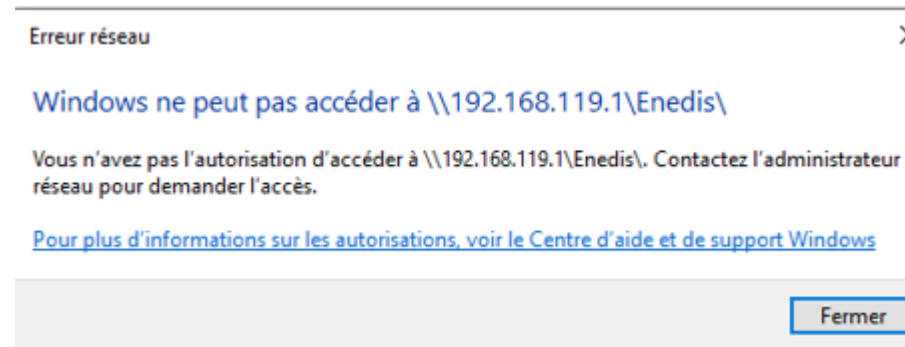 Erreur réseau
Windows ne peut pas accéder à \\192.168.119.1\Enedis\
Vous n'avez pas l'autorisation d'accéder à \\192.168.119.1\Enedis\. Contactez l'administrateur
réseau pour demander l'accès.
Pour plus d'informations sur les autorisations, voir le Centre d'aide et de support Windows
Fermer